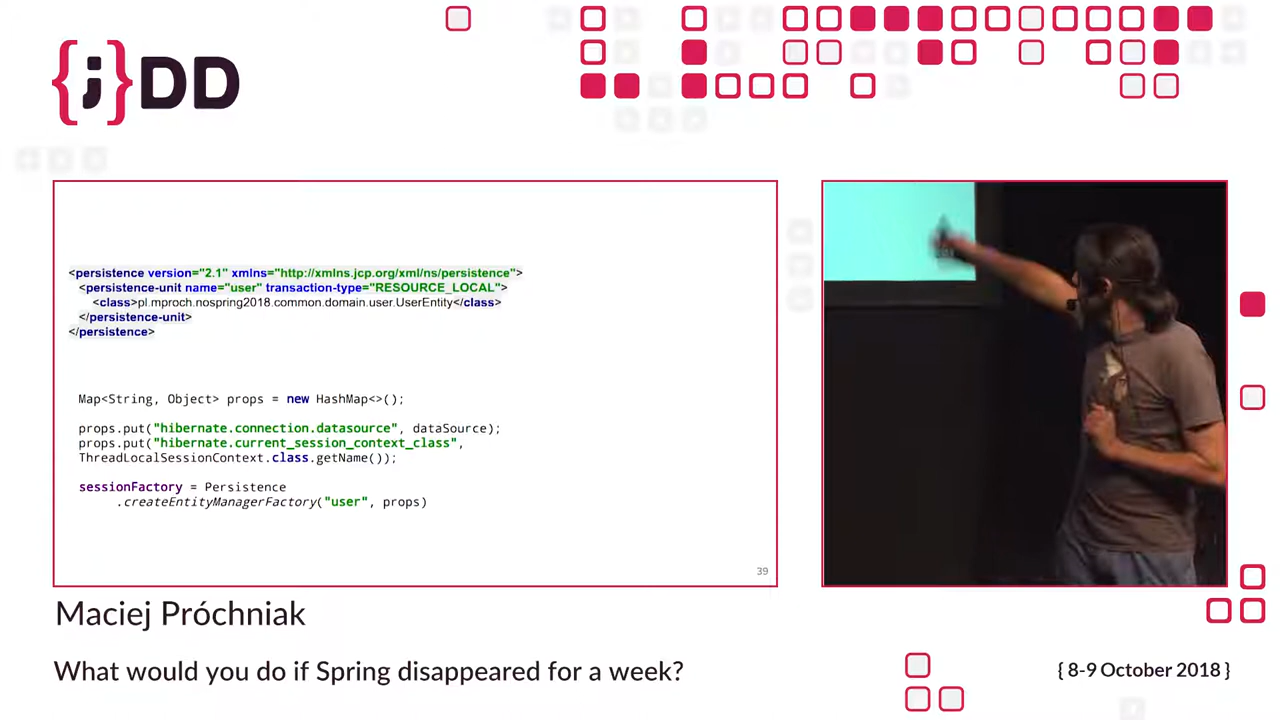 {j}DD
<persistence version="2.1" xmlns="http://xmlns.jcp.org/xml/ns/persistence">
<persistence-unit name="user" transaction-type="RESOURCE_LOCAL">
<class>pl.mproch.nospring2018.common.domain.user.UserEntity</class>
</persistence-unit>
</persistence>
Map<String, Object> props = new HashMap<>();
props.put("hibernate.connection.datasource", dataSource);
props.put("hibernate.current_session_context_class",
ThreadLocalSessionContext.class.getName());
sessionFactory = Persistence
.createEntityManagerFactory("user", props)
39
Maciej Próchniak
What would you do if Spring disappeared for a week?
{ 8-9 October 2018 }